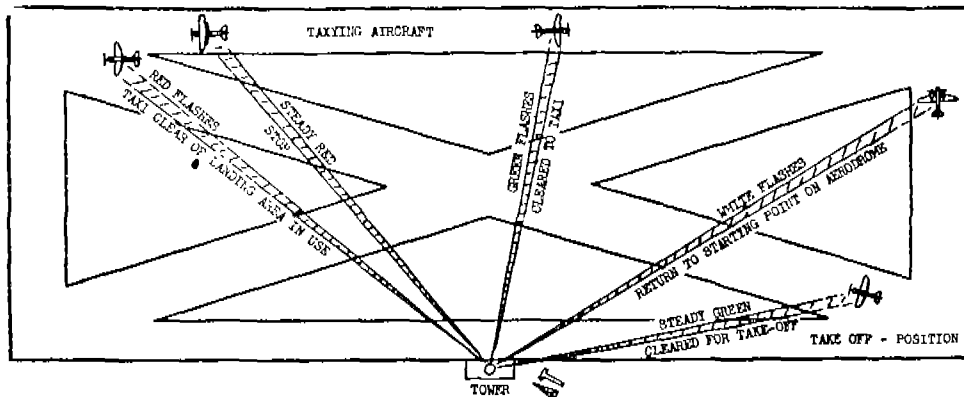 TAXYING AIRCRAFT
RED FLASHES
TAXI CLEAR OF LANDING AREA IN USE
STEADY RED
STOP
GREEN FLASHES
CLEARED TO TAXI
WHITE FLASHES
RETURN TO STARTING POINT ON AERODROME
STEADY GREEN
CLEARED FOR TAKE-OFF
TAKE OFF - POSITION
TOWER